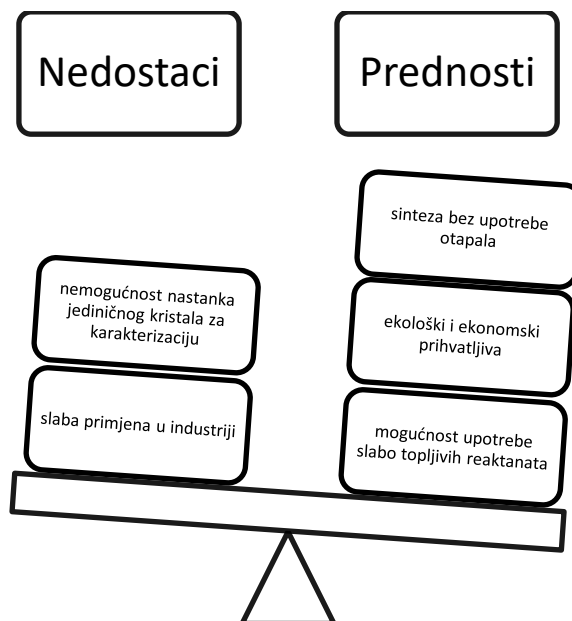 Nedostaci
Prednosti
nemogućnost nastanka
jediničnog kristala za
karakterizaciju
slaba primjena u industriji
sinteza bez upotrebe
otapala
ekološki i ekonomski
prihvatljiva
mogućnost upotrebe
slabo topljivih reaktanata